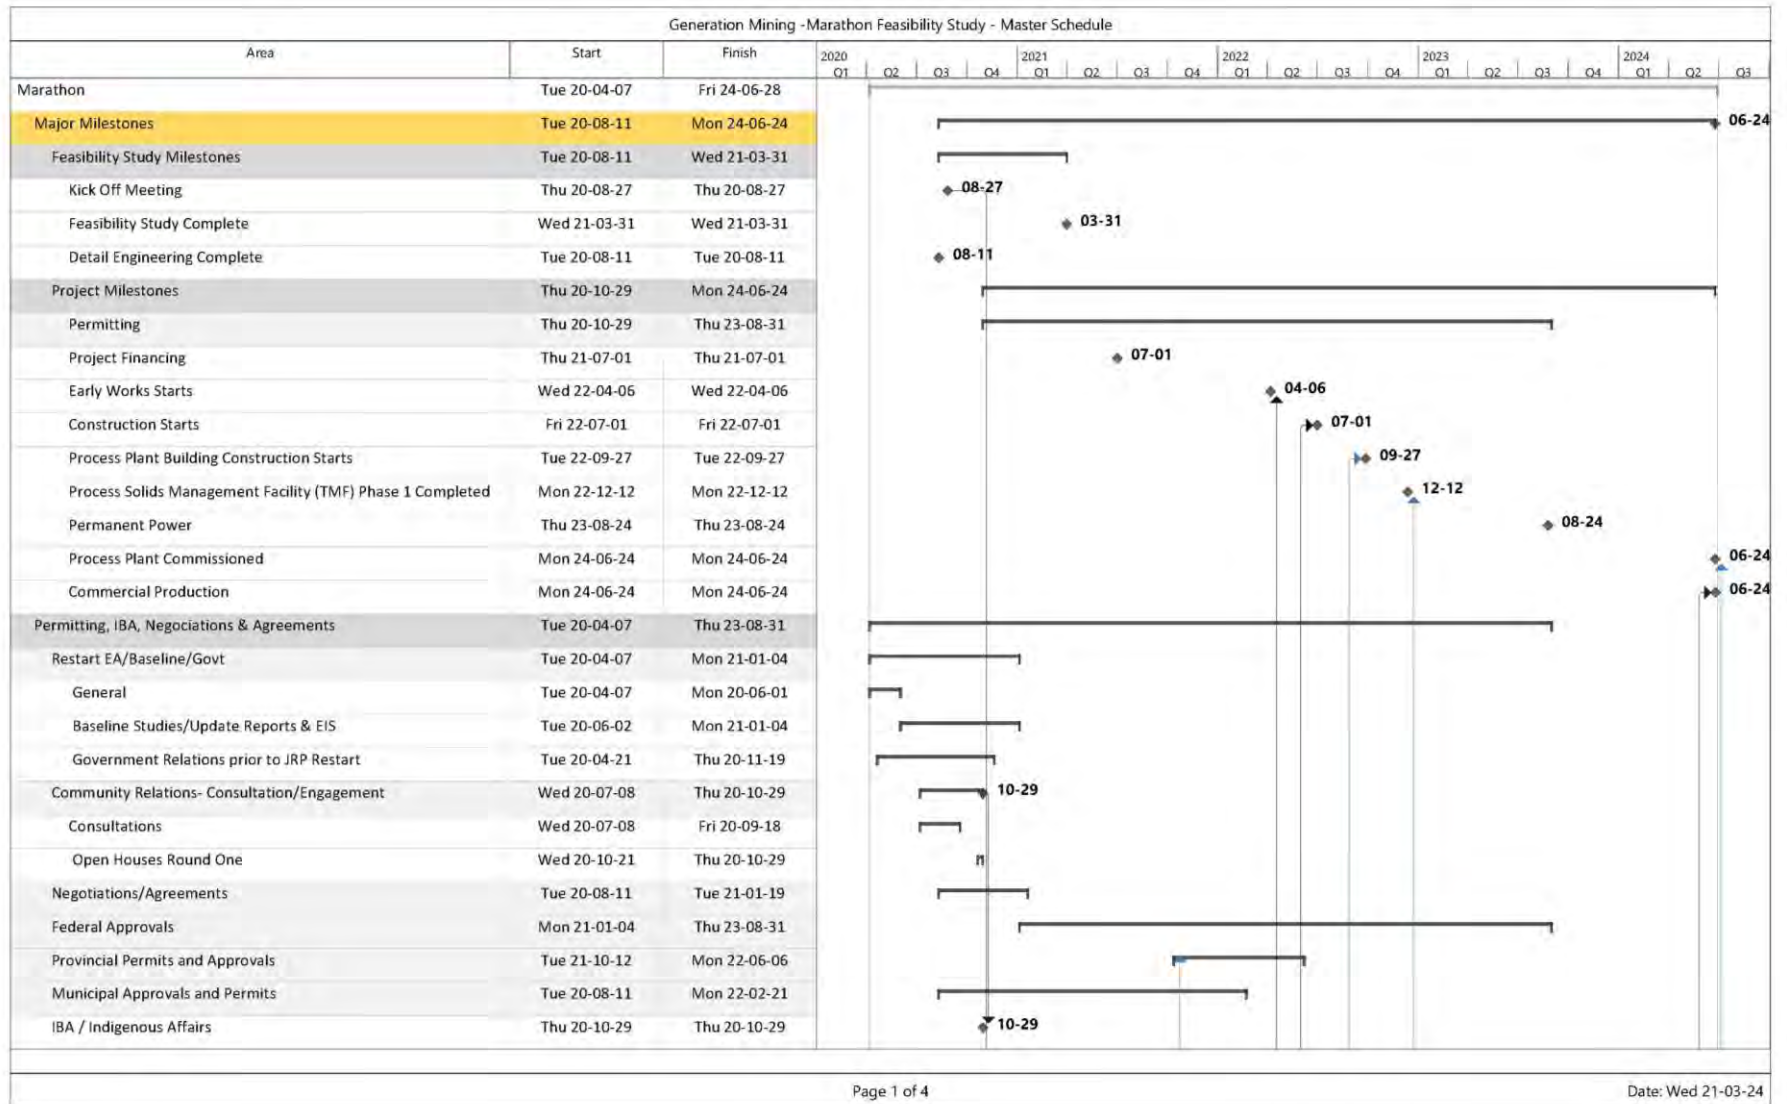 Generation Mining -Marathon Feasibility Study - Master Schedule
Area Start Finish 2020 2021 2022 2023 2024
Q1 Q2 Q3 Q4 Q1 Q2 Q3 Q4 Q1 Q2 Q3 Q4 Q1 Q2 Q3 Q4 Q1 Q2 Q3
Marathon Tue 20-04-07 Fri 24-06-28
Major Milestones Tue 20-08-11 Mon 24-06-24 06-24
Feasibility Study Milestones Tue 20-08-11 Wed 21-03-31
Kick Off Meeting Thu 20-08-27 Thu 20-08-27 08-27
Feasibility Study Complete Wed 21-03-31 Wed 21-03-31 03-31
Detail Engineering Complete Tue 20-08-11 Tue 20-08-11 08-11
Project Milestones Thu 20-10-29 Mon 24-06-24
Permitting Thu 20-10-29 Thu 23-08-31
Project Financing Thu 21-07-01 Thu 21-07-01 07-01
Early Works Starts Wed 22-04-06 Wed 22-04-06 04-06
Construction Starts Fri 22-07-01 Fri 22-07-01 07-01
Process Plant Building Construction Starts Tue 22-09-27 Tue 22-09-27 09-27
Process Solids Management Facility (TMF) Phase 1 Completed Mon 22-12-12 Mon 22-12-12 12-12
Permanent Power Thu 23-08-24 Thu 23-08-24 08-24
Process Plant Commissioned Mon 24-06-24 Mon 24-06-24 06-24
Commercial Production Mon 24-06-24 Mon 24-06-24 06-24
Permitting, IBA, Negociations & Agreements Tue 20-04-07 Thu 23-08-31
Restart EA/Baseline/Govt Tue 20-04-07 Mon 21-01-04
General Tue 20-04-07 Mon 20-06-01
Baseline Studies/Update Reports & EIS Tue 20-06-02 Mon 21-01-04
Government Relations prior to JRP Restart Tue 20-04-21 Thu 20-11-19
Community Relations- Consultation/Engagement Wed 20-07-08 Thu 20-10-29 10-29
Consultations Wed 20-07-08 Fri 20-09-18
Open Houses Round One Wed 20-10-21 Thu 20-10-29
Negotiations/Agreements Tue 20-08-11 Tue 21-01-19
Federal Approvals Mon 21-01-04 Thu 23-08-31
Provincial Permits and Approvals Tue 21-10-12 Mon 22-06-06
Municipal Approvals and Permits Tue 20-08-11 Mon 22-02-21
IBA / Indigenous Affairs Thu 20-10-29 Thu 20-10-29 10-29
Page 1 of 4 Date: Wed 21-03-24